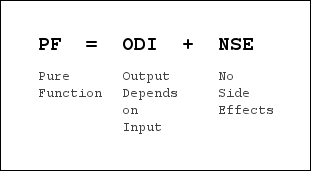 PF = ODI + NSE
Pure Output No
Function Depends Side
on Effects
Input